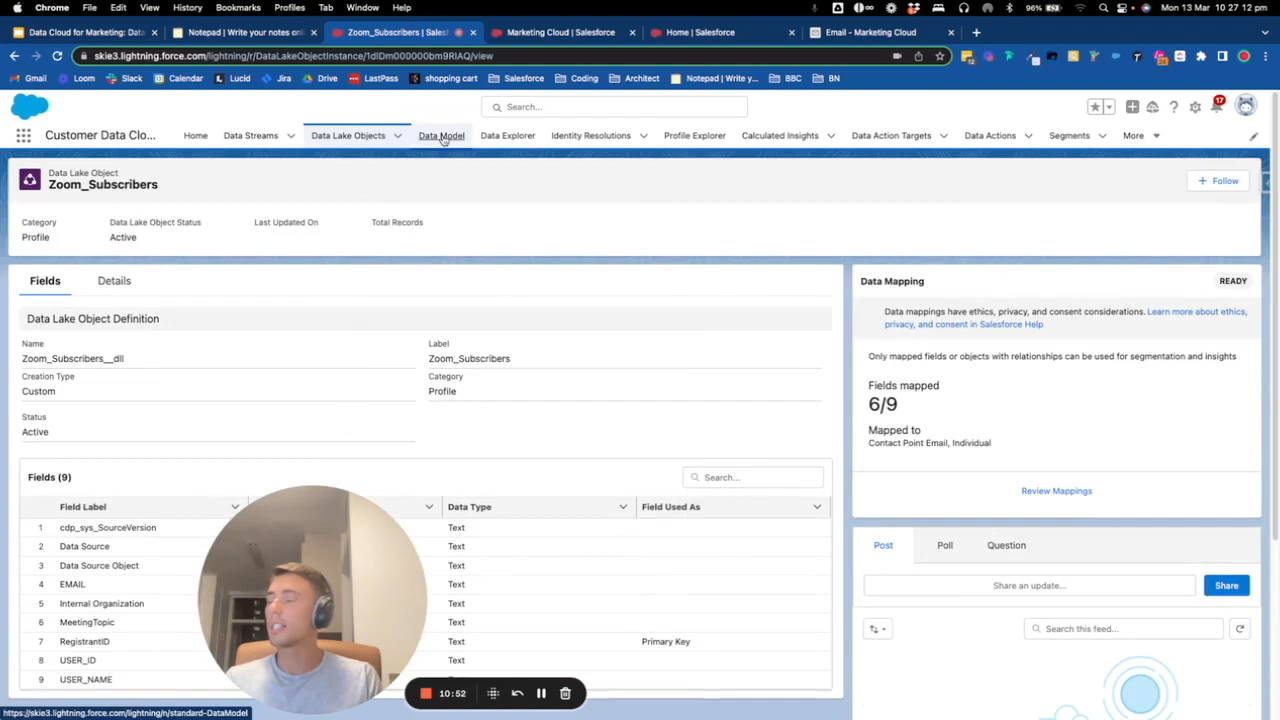 Chrome File Edit View History Bookmarks Profiles Tab Window Help 96% Mon 13 Mar 10 27 12 pm
Data Cloud for Marketing: Dat
Notepad | Write your notes onl
Zoom_Subscribers | Salesf
Marketing Cloud | Salesforce
Home | Salesforce
Email - Marketing Cloud
skie3.lightning.force.com/lightning/r/DataLakeObjectInstance/1dlDm000000bm9RIAQ/view
Gmail Loom Slack Calendar Lucid Jira Drive LastPass shopping cart Salesforce Coding Architect Notepad | Write y... BBC BN
Search...
17
Customer Data Clo... Home Data Streams Data Lake Objects Data Model Data Explorer Identity Resolutions Profile Explorer Calculated Insights Data Action Targets Data Actions Segments More
Data Lake Object
Zoom_Subscribers
Follow
Category Data Lake Object Status Last Updated On Total Records
Profile Active
Fields Details
Data Lake Object Definition
Name Label
Zoom_Subscribers__dll Zoom_Subscribers
Creation Type Category
Custom Profile
Status
Active
Fields (9) Search...
Field Label Data Type Field Used As
1 cdp_sys_SourceVersion Text
2 Data Source Text
3 Data Source Object Text
4 EMAIL Text
5 Internal Organization Text
6 MeetingTopic Text
7 RegistrantID Text Primary Key
8 USER_ID Text
9 USER_NAME Text
Data Mapping READY
Data mappings have ethics, privacy, and consent considerations. Learn more about ethics,
privacy, and consent in Salesforce Help
Only mapped fields or objects with relationships can be used for segmentation and insights
Fields mapped
6/9
Mapped to
Contact Point Email, Individual
Review Mappings
Post Poll Question
Share an update...
Share
Search this feed...
10:52
https://skie3.lightning.force.com/lightning/n/standard-DataModel